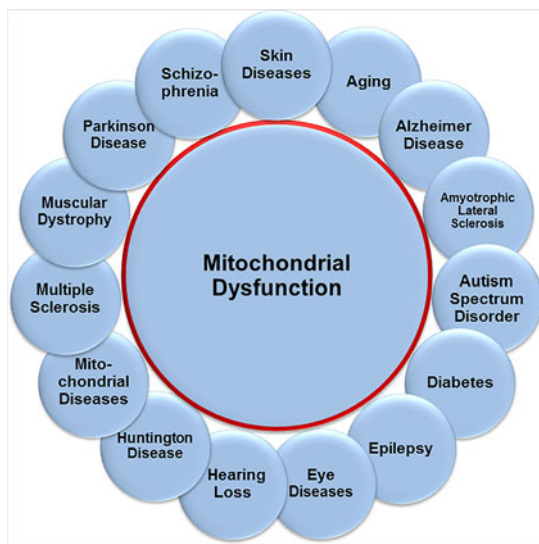 Skin
Diseases
Aging
Alzheimer
Disease
Amyotrophic
Lateral
Sclerosis
Autism
Spectrum
Disorder
Diabetes
Epilepsy
Eye
Diseases
Hearing
Loss
Huntington
Disease
Mito-
chondrial
Diseases
Multiple
Sclerosis
Muscular
Dystrophy
Parkinson
Disease
Schizo-
phrenia
Mitochondrial
Dysfunction